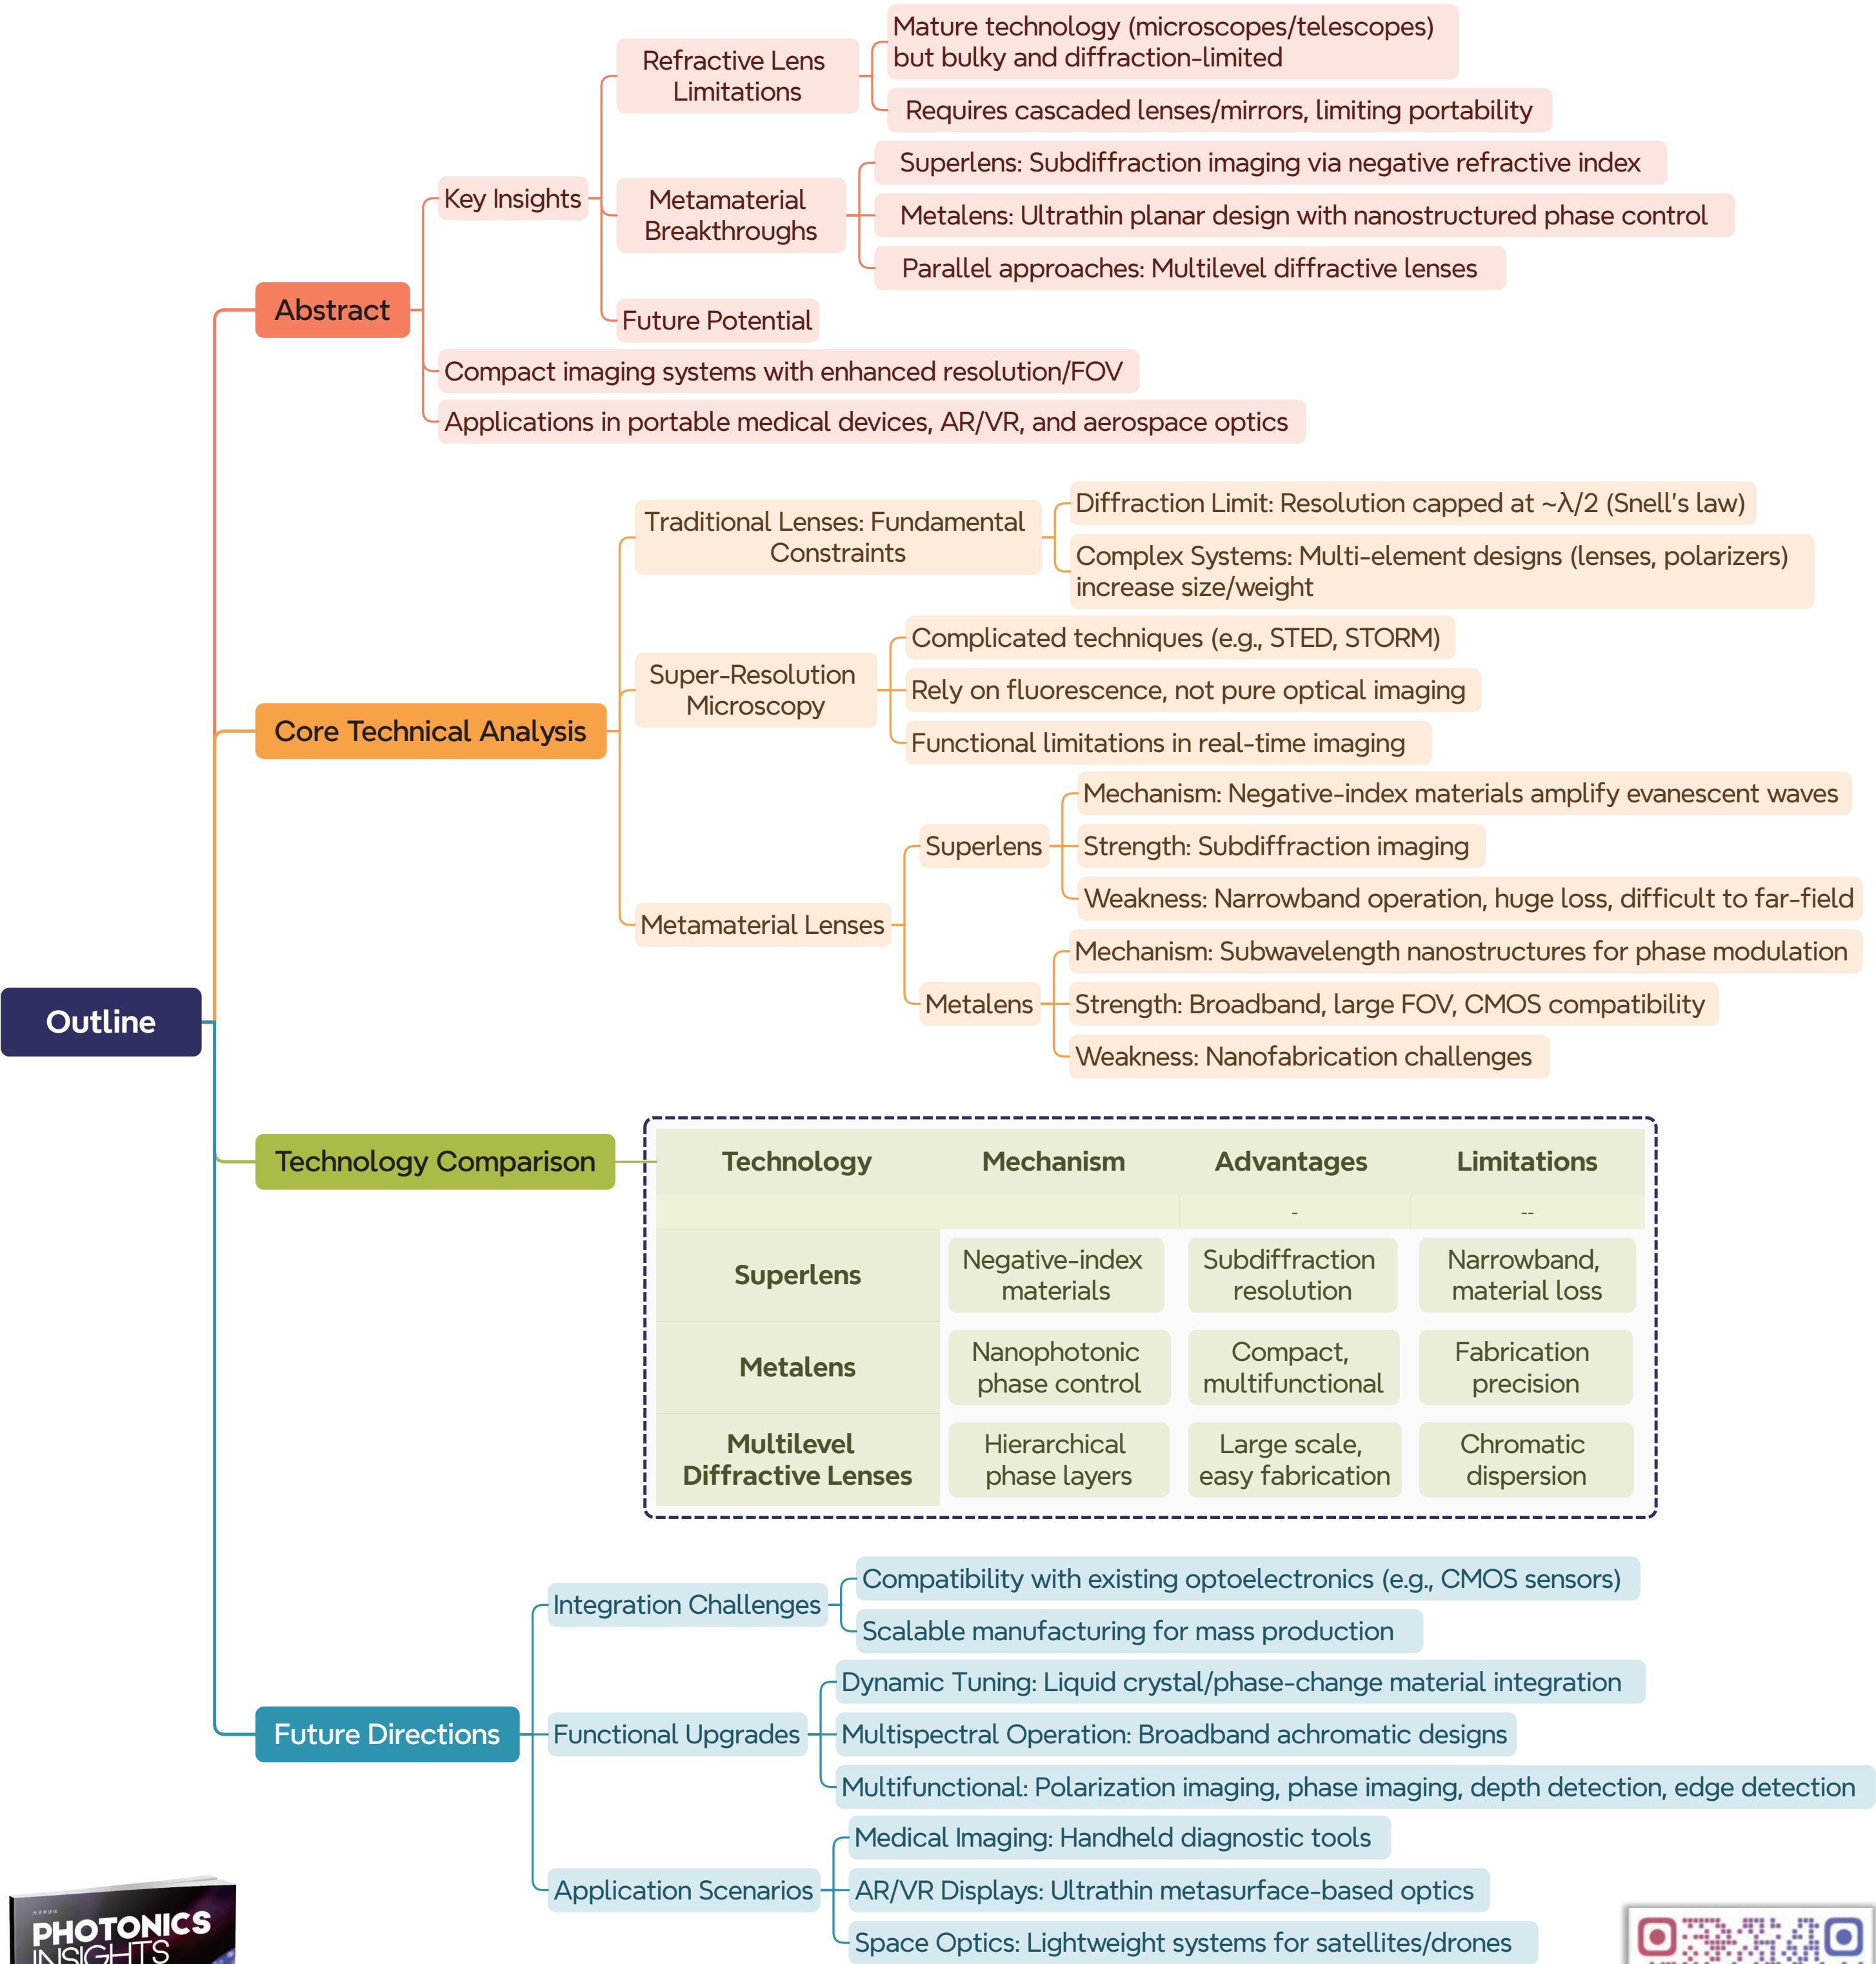 Outline
Abstract
Key Insights
Refractive Lens
Limitations
Mature technology (microscopes/telescopes)
but bulky and diffraction-limited
Requires cascaded lenses/mirrors, limiting portability
Metamaterial
Breakthroughs
Superlens: Subdiffraction imaging via negative refractive index
Metalens: Ultrathin planar design with nanostructured phase control
Parallel approaches: Multilevel diffractive lenses
Future Potential
Compact imaging systems with enhanced resolution/FOV
Applications in portable medical devices, AR/VR, and aerospace optics
Core Technical Analysis
Traditional Lenses: Fundamental
Constraints
Diffraction Limit: Resolution capped at ~λ/2 (Snell's law)
Complex Systems: Multi-element designs (lenses, polarizers)
increase size/weight
Super-Resolution
Microscopy
Complicated techniques (e.g., STED, STORM)
Rely on fluorescence, not pure optical imaging
Functional limitations in real-time imaging
Metamaterial Lenses
Superlens
Mechanism: Negative-index materials amplify evanescent waves
Strength: Subdiffraction imaging
Weakness: Narrowband operation, huge loss, difficult to far-field
Metalens
Mechanism: Subwavelength nanostructures for phase modulation
Strength: Broadband, large FOV, CMOS compatibility
Weakness: Nanofabrication challenges
Technology Comparison
Technology Mechanism Advantages Limitations
- --
Superlens
Negative-index
materials
Subdiffraction
resolution
Narrowband,
material loss
Metalens
Nanophotonic
phase control
Compact,
multifunctional
Fabrication
precision
Multilevel
Diffractive Lenses
Hierarchical
phase layers
Large scale,
easy fabrication
Chromatic
dispersion
Future Directions
Integration Challenges
Compatibility with existing optoelectronics (e.g., CMOS sensors)
Scalable manufacturing for mass production
Functional Upgrades
Dynamic Tuning: Liquid crystal/phase-change material integration
Multispectral Operation: Broadband achromatic designs
Multifunctional: Polarization imaging, phase imaging, depth detection, edge detection
Application Scenarios
Medical Imaging: Handheld diagnostic tools
AR/VR Displays: Ultrathin metasurface-based optics
Space Optics: Lightweight systems for satellites/drones
PHOTONICS
INSIGHTS